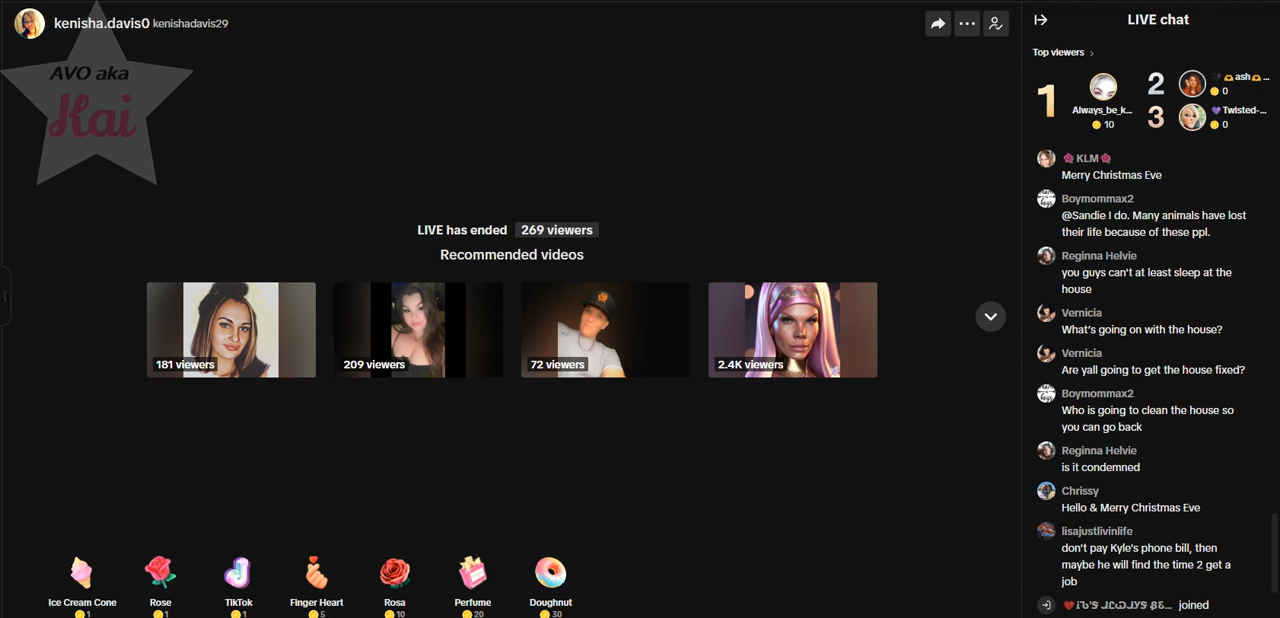 kenisha.davis0 kenishadavis29
AVO aka
Kai
LIVE has ended 269 viewers
Recommended videos
181 viewers
209 viewers
72 viewers
2.4K viewers
Ice Cream Cone
1
Rose
1
TikTok
1
Finger Heart
5
Rosa
10
Perfume
20
Doughnut
30
LIVE chat
Top viewers
1
Always_be_k...
10
2
ash...
0
3
Twisted-...
0
KLM
Merry Christmas Eve
Boymommax2
@Sandie I do. Many animals have lost
their life because of these ppl.
Reginna Helvie
you guys can't at least sleep at the
house
Vernicia
What's going on with the house?
Vernicia
Are yall going to get the house fixed?
Boymommax2
Who is going to clean the house so
you can go back
Reginna Helvie
is it condemned
Chrissy
Hello & Merry Christmas Eve
lisajustlivinlife
don't pay Kyle's phone bill, then
maybe he will find the time 2 get a
job
joined